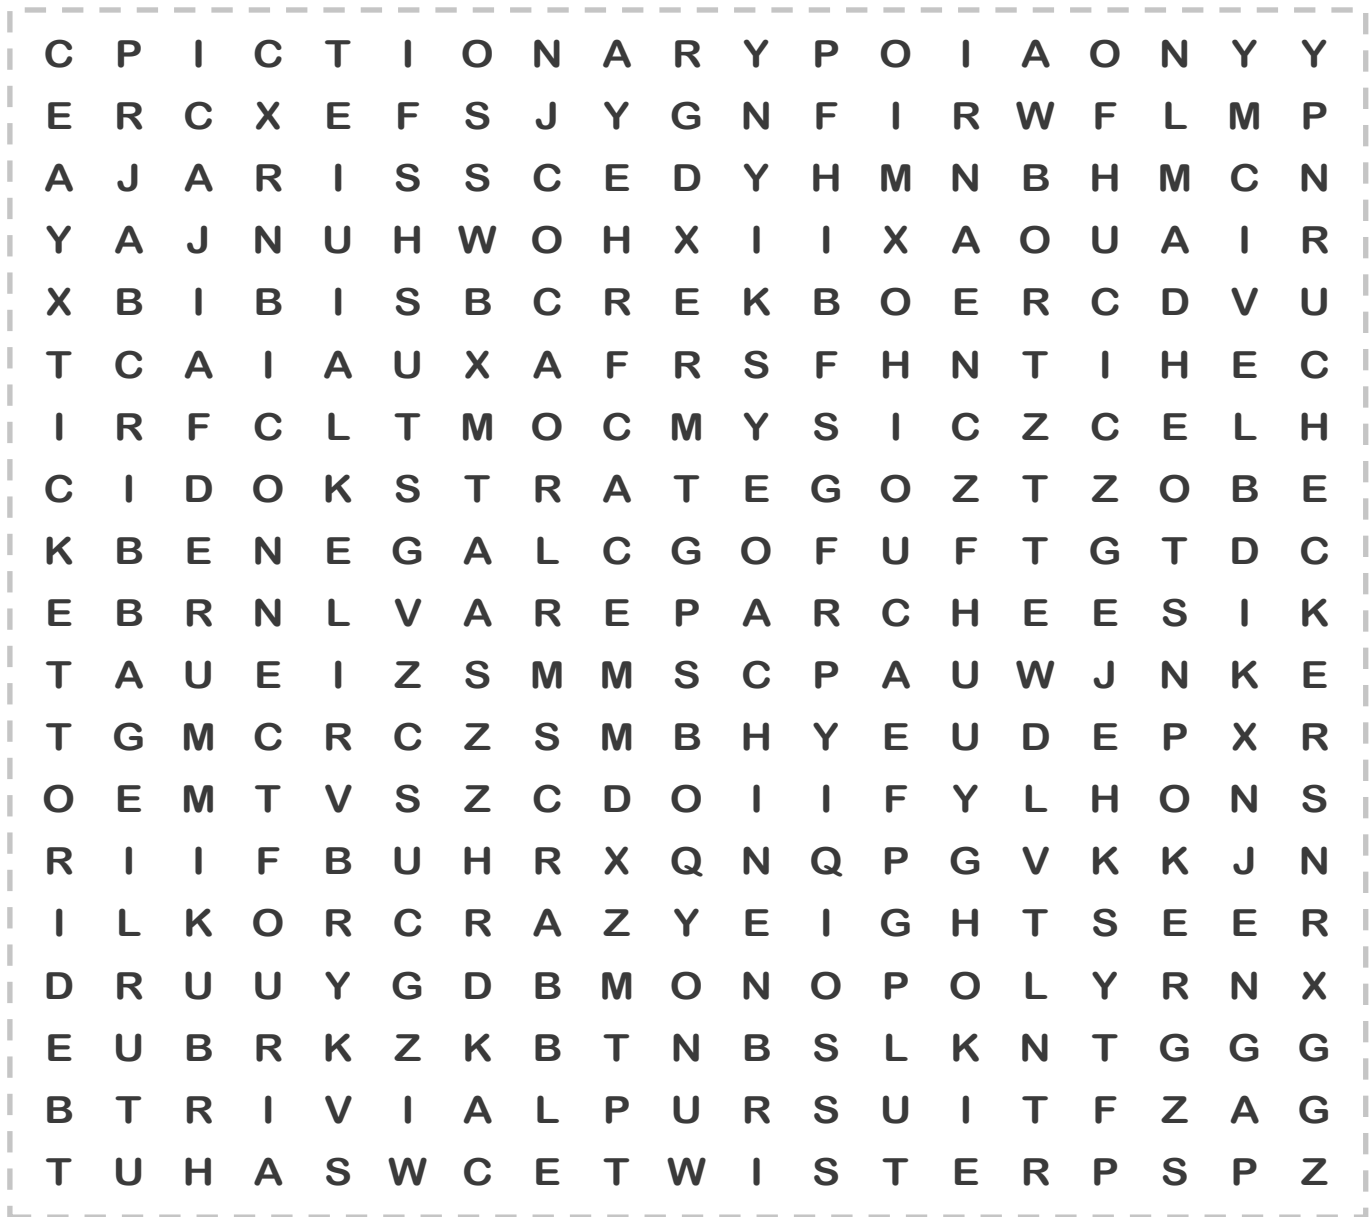 C P I C T I O N A R Y P O I A O N Y Y
E R C X E F S J Y G N F I R W F L M P
A J A R I S S C E D Y H M N B H M C N
Y A J N U H W O H X I I X A O U A I R
X B I B I S B C R E K B O E R C D V U
T C A I A U X A F R S F H N T I H E C
I R F C L T M O C M Y S I C Z C E L H
C I D O K S T R A T E G O Z T Z O B E
K B E N E G A L C G O F U F T G T D C
E B R N L V A R E P A R C H E E S I K
T A U E I Z S M M S C P A U W J N K E
T G M C R C Z S M B H Y E U D E P X R
O E M T V S Z C D O I I F Y L H O N S
R I I F B U H R X Q N Q P G V K K J N
I L K O R C R A Z Y E I G H T S E E R
D R U U Y G D B M O N O P O L Y R N X
E U B R K Z K B T N B S L K N T G G G
B T R I V I A L P U R S U I T F Z A G
T U H A S W C E T W I S T E R P S P Z